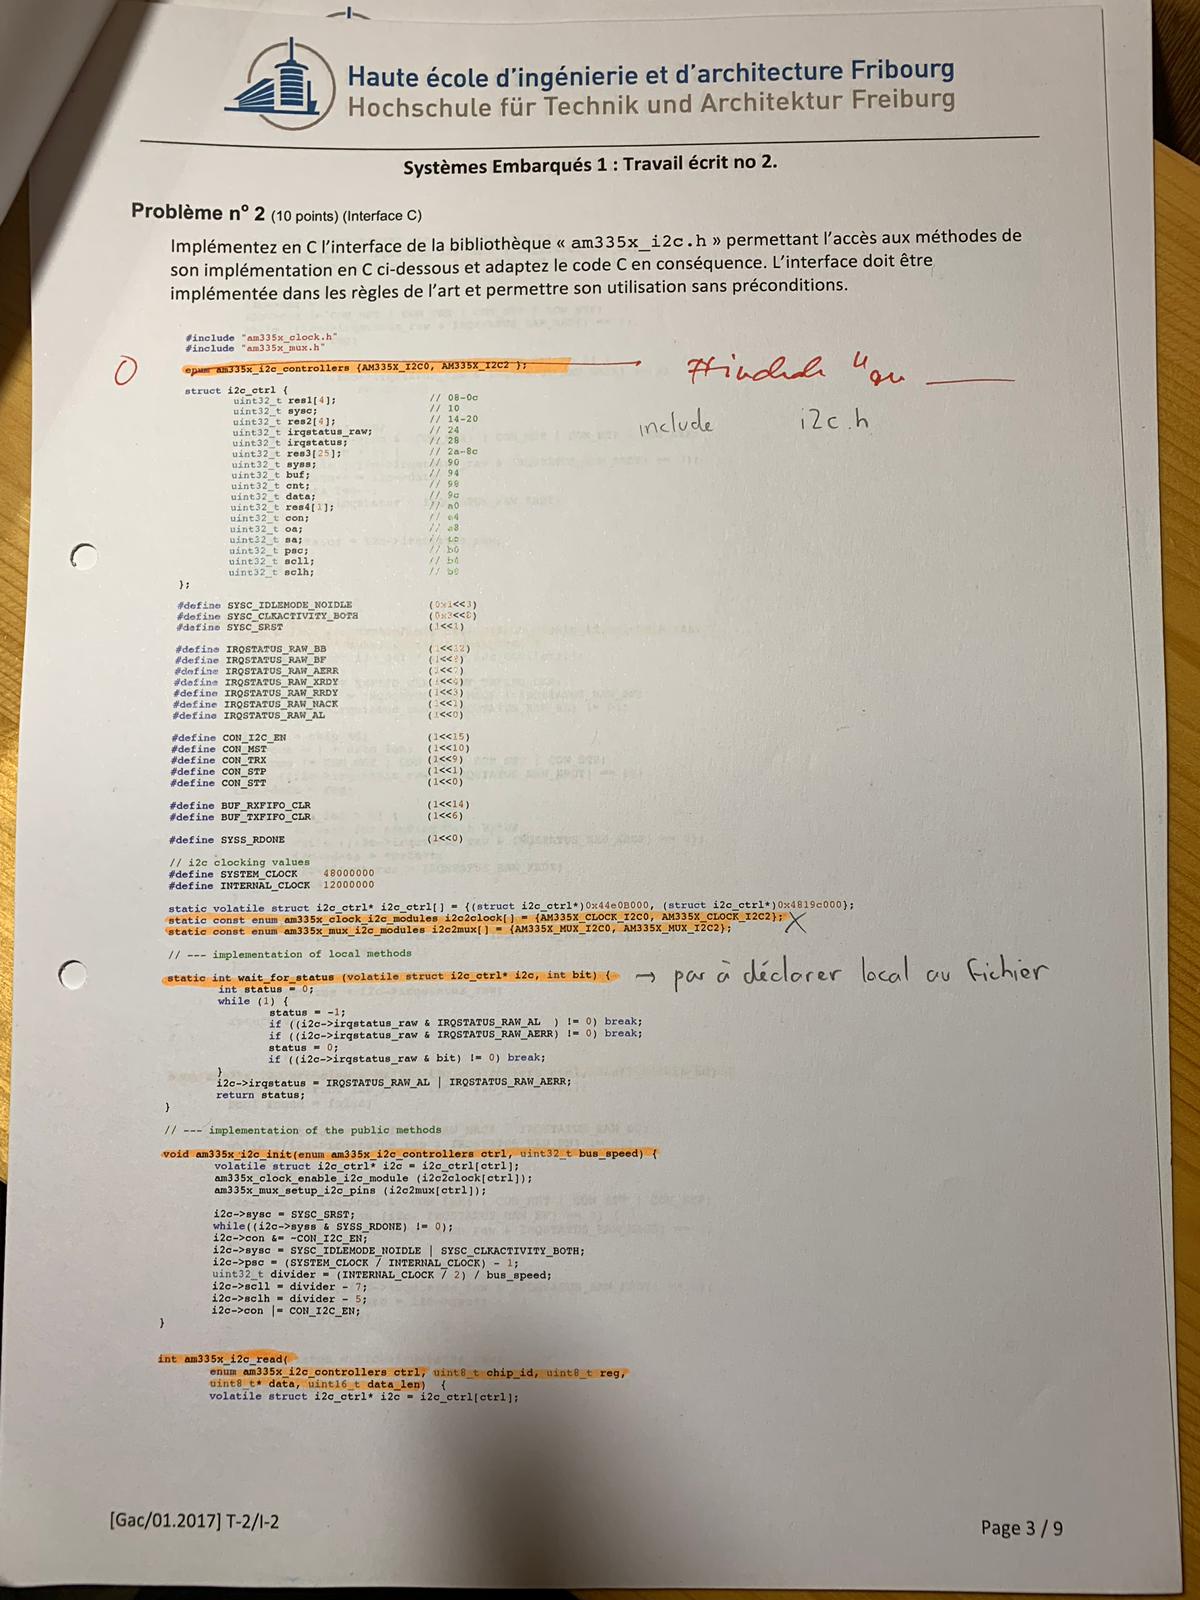 Haute école d'ingénierie et d'architecture Fribourg
Hochschule für Technik und Architektur Freiburg
Systèmes Embarqués 1 : Travail écrit no 2.
Problème n° 2 (10 points) (Interface C)
Implémentez en C l'interface de la bibliothèque « am335x_i2c.h » permettant l'accès aux méthodes de
son implémentation en C ci-dessous et adaptez le code C en conséquence. L'interface doit être
implémentée dans les règles de l'art et permettre son utilisation sans préconditions.
#include "am335x_clock.h"
#include "am335x_mux.h"
0
enum am335x_i2c_controllers {AM335X_I2C0, AM335X_I2C2 };
#include "am
struct i2c_ctrl {
uint32_t res1[4]; // 08-0c
uint32_t sysc; // 10
uint32_t res2[4]; // 14-20
include i2c.h
uint32_t irqstatus_raw; // 24
uint32_t irqstatus; // 28
uint32_t res3[25]; // 2a-8c
uint32_t syss; // 90
uint32_t buf; // 94
uint32_t cnt; // 98
uint32_t data; // 9c
uint32_t res4[1]; // a0
uint32_t con; // a4
uint32_t oa; // a8
uint32_t sa; // ac
uint32_t psc; // b0
uint32_t scll; // b4
uint32_t sclh; // b8
};
#define SYSC_IDLEMODE_NOIDLE (0x1<<3)
#define SYSC_CLKACTIVITY_BOTH (0x3<<8)
#define SYSC_SRST (1<<1)
#define IRQSTATUS_RAW_BB (1<<12)
#define IRQSTATUS_RAW_BF
#define IRQSTATUS_RAW_AERR
#define IRQSTATUS_RAW_XRDY (1<<4)
#define IRQSTATUS_RAW_RRDY (1<<3)
#define IRQSTATUS_RAW_NACK (1<<1)
#define IRQSTATUS_RAW_AL (1<<0)
#define CON_I2C_EN (1<<15)
#define CON_MST (1<<10)
#define CON_TRX (1<<9)
#define CON_STP (1<<1)
#define CON_STT (1<<0)
#define BUF_RXFIFO_CLR (1<<14)
#define BUF_TXFIFO_CLR (1<<6)
#define SYSS_RDONE (1<<0)
// i2c clocking values
#define SYSTEM_CLOCK 48000000
#define INTERNAL_CLOCK 12000000
static volatile struct i2c_ctrl* i2c_ctrl[] = {(struct i2c_ctrl*)0x44e0B000, (struct i2c_ctrl*)0x4819c000};
static const enum am335x_clock_i2c_modules i2c2clock[] = {AM335X_CLOCK_I2C0, AM335X_CLOCK_I2C2};
static const enum am335x_mux_i2c_modules i2c2mux[] = {AM335X_MUX_I2C0, AM335X_MUX_I2C2};
// --- implementation of local methods
static int wait_for_status (volatile struct i2c_ctrl* i2c, int bit) { → pas à déclarer local au fichier
int status = 0;
while (1) {
status = -1;
if ((i2c->irqstatus_raw & IRQSTATUS_RAW_AL ) != 0) break;
if ((i2c->irqstatus_raw & IRQSTATUS_RAW_AERR) != 0) break;
status = 0;
if ((i2c->irqstatus_raw & bit) != 0) break;
}
i2c->irqstatus = IRQSTATUS_RAW_AL | IRQSTATUS_RAW_AERR;
return status;
}
// --- implementation of the public methods
void am335x_i2c_init(enum am335x_i2c_controllers ctrl, uint32_t bus_speed) {
volatile struct i2c_ctrl* i2c = i2c_ctrl[ctrl];
am335x_clock_enable_i2c_module (i2c2clock[ctrl]);
am335x_mux_setup_i2c_pins (i2c2mux[ctrl]);
i2c->sysc = SYSC_SRST;
while((i2c->syss & SYSS_RDONE) != 0);
i2c->con &= ~CON_I2C_EN;
i2c->sysc = SYSC_IDLEMODE_NOIDLE | SYSC_CLKACTIVITY_BOTH;
i2c->psc = (SYSTEM_CLOCK / INTERNAL_CLOCK) - 1;
uint32_t divider = (INTERNAL_CLOCK / 2) / bus_speed;
i2c->scll = divider - 7;
i2c->sclh = divider - 5;
i2c->con |= CON_I2C_EN;
}
int am335x_i2c_read(
enum am335x_i2c_controllers ctrl, uint8_t chip_id, uint8_t reg,
uint8_t* data, uint16_t data_len) {
volatile struct i2c_ctrl* i2c = i2c_ctrl[ctrl];
[Gac/01.2017] T-2/I-2
Page 3 / 9